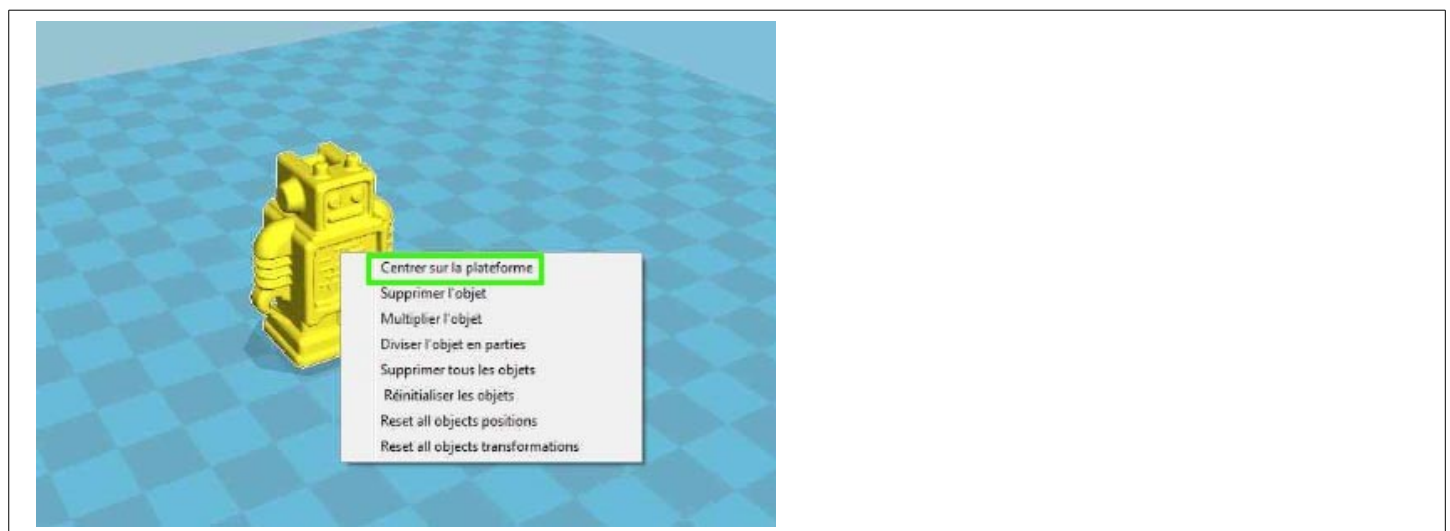 Centrer sur la plateforme
Supprimer l'objet
Multiplier l'objet
Diviser l'objet en parties
Supprimer tous les objets
Réinitialiser les objets
Reset all objects positions
Reset all objects transformations